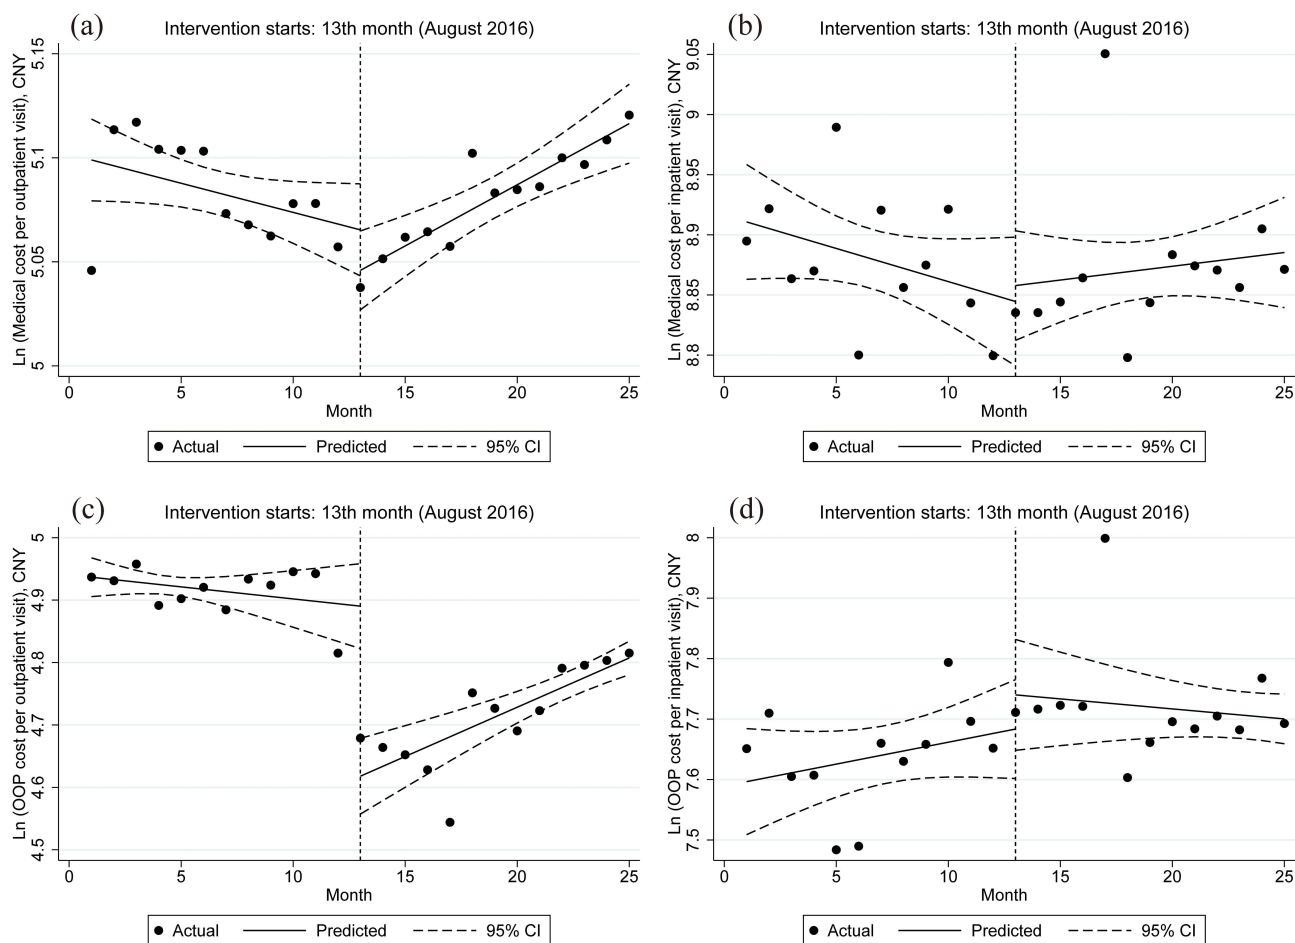 (a) Intervention starts: 13th month (August 2016)
Ln (Medical cost per outpatient visit), CNY
5.15
5.1
5.05
5
0 5 10 15 20 25
Month
Actual Predicted 95% CI
(b) Intervention starts: 13th month (August 2016)
Ln (Medical cost per inpatient visit), CNY
9.05
9
8.95
8.9
8.85
8.8
0 5 10 15 20 25
Month
Actual Predicted 95% CI
(c) Intervention starts: 13th month (August 2016)
Ln (OOP cost per outpatient visit), CNY
5
4.9
4.8
4.7
4.6
4.5
0 5 10 15 20 25
Month
Actual Predicted 95% CI
(d) Intervention starts: 13th month (August 2016)
Ln (OOP cost per inpatient visit), CNY
8
7.9
7.8
7.7
7.6
7.5
0 5 10 15 20 25
Month
Actual Predicted 95% CI